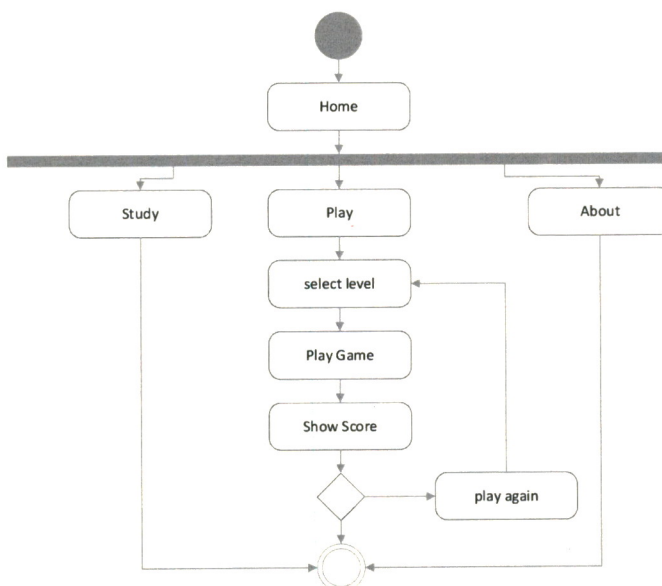 Home
Study
Play
About
select level
Play Game
Show Score
play again